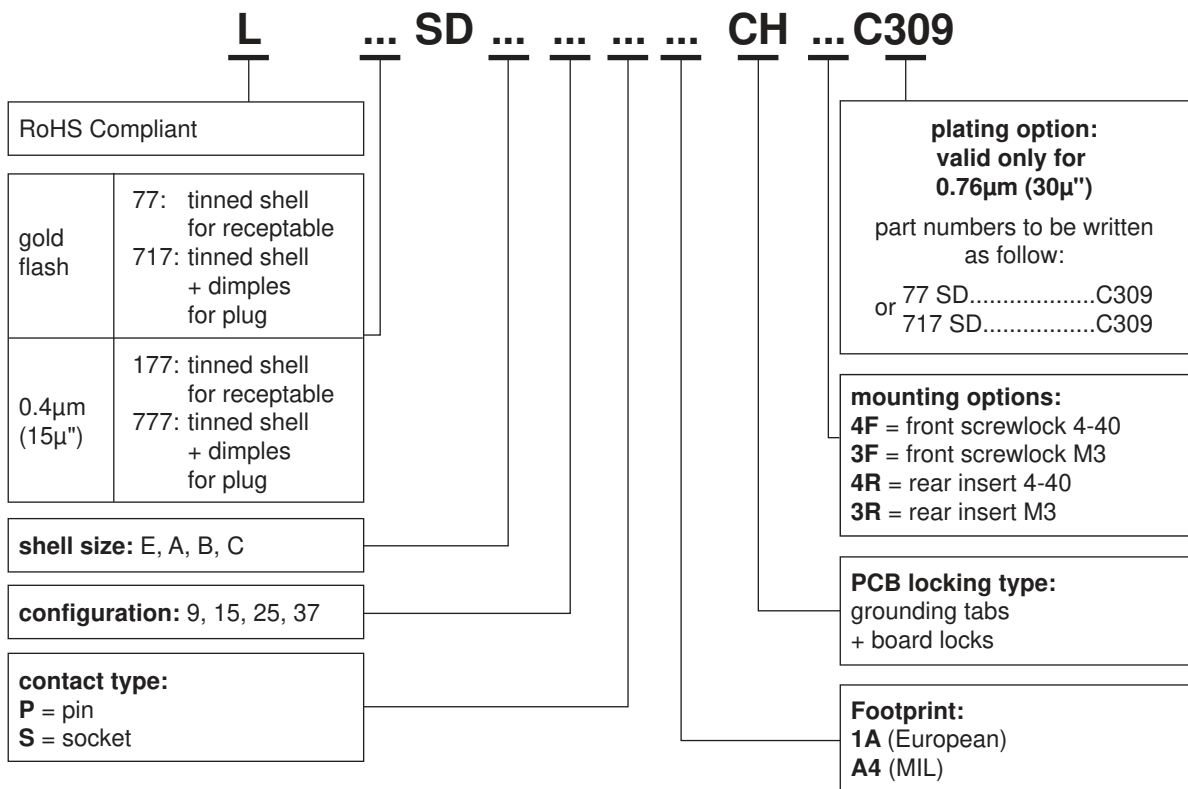 L ... SD ... ... ... ... CH ... C309
RoHS Compliant
gold
flash
77: tinned shell
for receptable
717: tinned shell
+ dimples
for plug
0.4µm
(15µ")
177: tinned shell
for receptable
777: tinned shell
+ dimples
for plug
shell size: E, A, B, C
configuration: 9, 15, 25, 37
contact type:
P = pin
S = socket
plating option:
valid only for
0.76µm (30µ")
part numbers to be written
as follow:
77 SD...................C309
or
717 SD.................C309
mounting options:
4F = front screwlock 4-40
3F = front screwlock M3
4R = rear insert 4-40
3R = rear insert M3
PCB locking type:
grounding tabs
+ board locks
Footprint:
1A (European)
A4 (MIL)